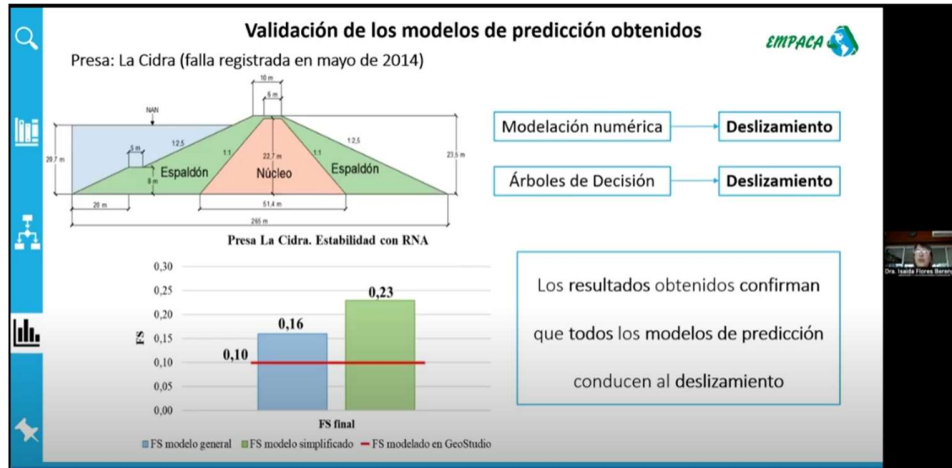 Validación de los modelos de predicción obtenidos
EMPACA
Presa: La Cidra (falla registrada en mayo de 2014)
10 m
6 m
NAN
5 m
1:2,5
1:1
22,7 m
1:1
1:2,5
23,5 m
20,7 m
8 m
Espaldón
Núcleo
Espaldón
20 m
51,4 m
265 m
Modelación numérica
Deslizamiento
Árboles de Decisión
Deslizamiento
Presa La Cidra. Estabilidad con RNA
0,30
0,25
0,20
0,15
0,10
0,05
0,00
FS
0,10
0,16
0,23
FS final
FS modelo general
FS modelo simplificado
FS modelado en GeoStudio
Los resultados obtenidos confirman
que todos los modelos de predicción
conducen al deslizamiento
Dra. Isaida Flores Beren